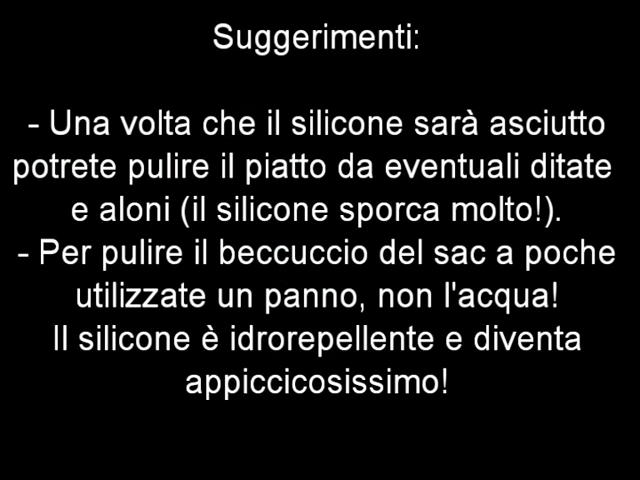 Suggerimenti:
- Una volta che il silicone sarà asciutto
potrete pulire il piatto da eventuali ditate
e aloni (il silicone sporca molto!).
- Per pulire il beccuccio del sac a poche
utilizzate un panno, non l'acqua!
Il silicone è idrorepellente e diventa
appiccicosissimo!